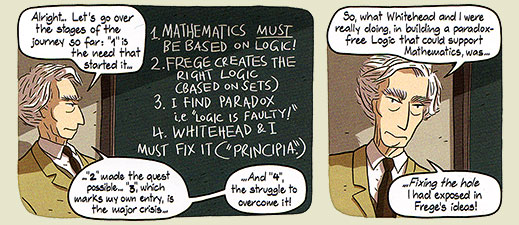 Alright... Let's go over
the stages of the
journey so far: "1" is
the need that
started it...
1. MATHEMATICS MUST
BE BASED ON LOGIC!
2. FREGE CREATES THE
RIGHT LOGIC
(BASED ON SETS)
3. I FIND PARADOX
i.e "LOGIC IS FAULTY!"
4. WHITEHEAD & I
MUST FIX IT ("PRINCIPIA")
..."2" made the quest
possible... "3", which
marks my own entry, is
the major crisis...
...And "4",
the struggle to
overcome it!
So, what Whitehead and I were
really doing, in building a paradox-
free Logic that could support
Mathematics, was...
...Fixing the hole
I had exposed in
Frege's ideas!